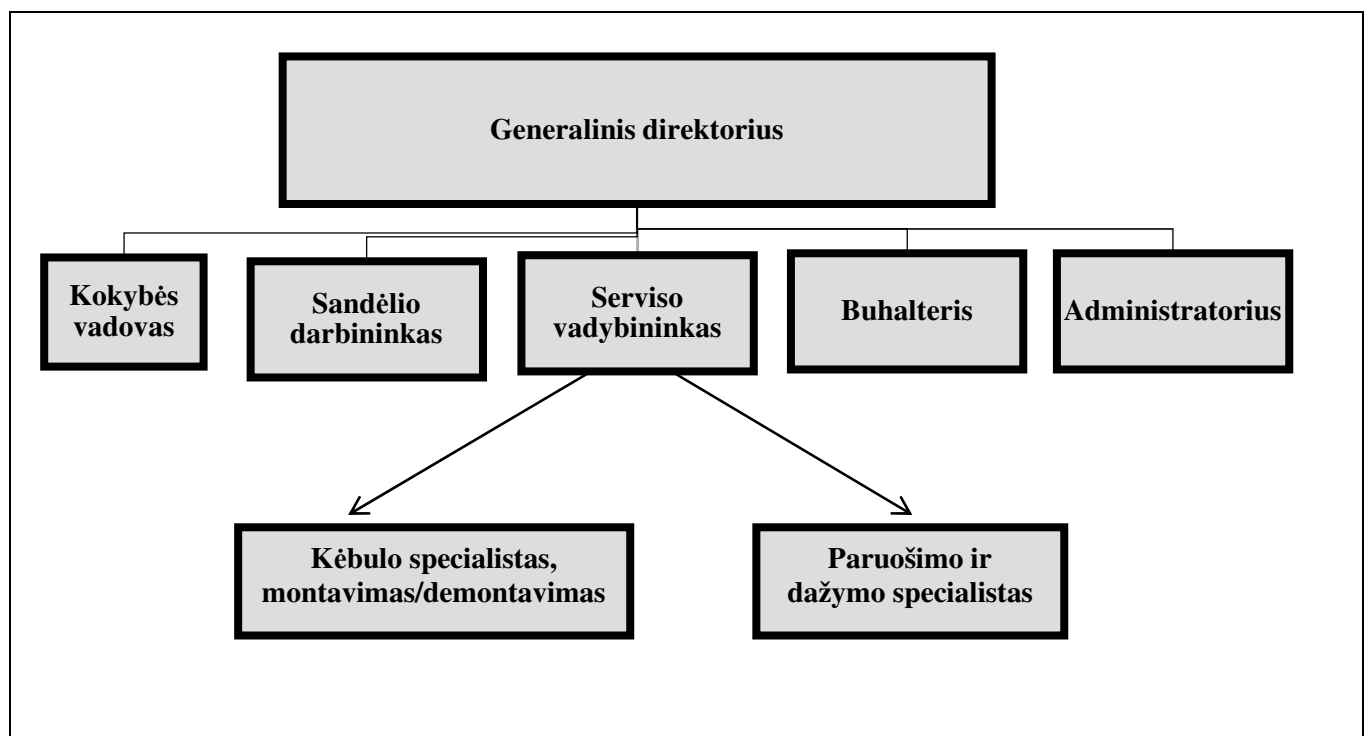 Generalinis direktorius
Kokybės
vadovas
Sandėlio
darbininkas
Serviso
vadybininkas
Buhalteris
Administratorius
Kėbulo specialistas,
montavimas/demontavimas
Paruošimo ir
dažymo specialistas